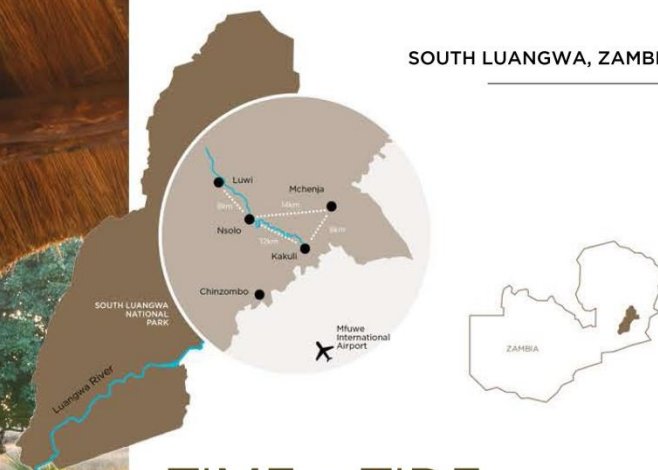 SOUTH LUANGWA, ZAMBI
Luwi
Mchenja
8km
14km
Nsolo
12km
6km
Kakuli
Chinzombo
SOUTH LUANGWA
NATIONAL
PARK
Mfuwe
International
Airport
ZAMBIA
Luangwa River